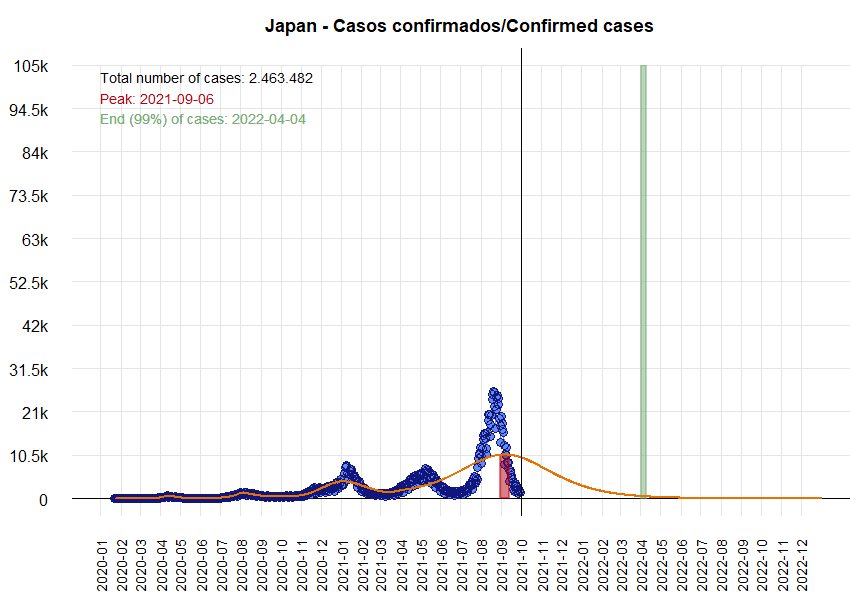 Japan - Casos confirmados/Confirmed cases
105k
Total number of cases: 2.463.482
Peak: 2021-09-06
94.5k
End (99%) of cases: 2022-04-04
84k
73.5k
63k
52.5k
42k
31.5k
21k
10.5k
0
2020-01
2020-02
2020-03
2020-04
2020-05
2020-06
2020-07
2020-08
2020-09
2020-10
2020-11
2020-12
2021-01
2021-02
2021-03
2021-04
2021-05
2021-06
2021-07
2021-08
2021-09
2021-10
2021-11
2021-12
2022-01
2022-02
2022-03
2022-04
2022-05
2022-06
2022-07
2022-08
2022-09
2022-10
2022-11
2022-12